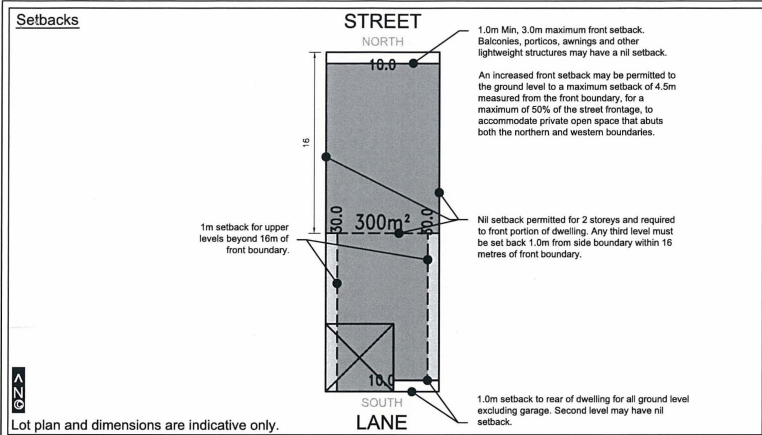 Setbacks
STREET
NORTH
1.0m Min, 3.0m maximum front setback.
Balconies, porticos, awnings and other
lightweight structures may have a nil setback.
10.0
An increased front setback may be permitted to
the ground level to a maximum setback of 4.5m
measured from the front boundary, for a
maximum of 50% of the street frontage, to
accommodate private open space that abuts
both the northern and western boundaries.
16
30.0
300m²
30.0
Nil setback permitted for 2 storeys and required
to front portion of dwelling. Any third level must
be set back 1.0m from side boundary within 16
metres of front boundary.
1m setback for upper
levels beyond 16m of
front boundary.
10.0
SOUTH
LANE
1.0m setback to rear of dwelling for all ground level
excluding garage. Second level may have nil
setback.
Lot plan and dimensions are indicative only.